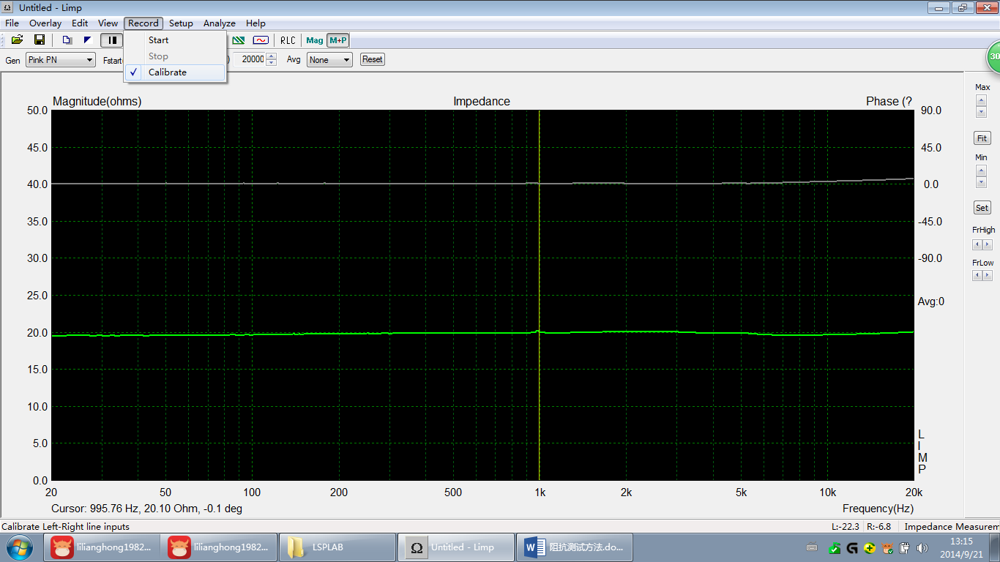 Untitled - Limp
File Overlay Edit View Record Setup Analyze Help
Start
Stop
Calibrate
RLC Mag M+P
Gen Pink PN Fstart 20000 Avg None Reset
30
Magnitude(ohms) Impedance Phase (?
50.0 90.0
45.0 45.0
40.0 0.0
35.0 -45.0
30.0 -90.0
25.0
Avg:0
20.0
15.0
10.0
5.0
0.0
L
I
M
P
20 50 100 200 500 1k 2k 5k 10k 20k
Cursor: 995.76 Hz, 20.10 Ohm, -0.1 deg Frequency(Hz)
Max
Fit
Min
Set
FrHigh
FrLow
Calibrate Left-Right line inputs L:-22.3 R:-6.8 Impedance Measurem
lilianghong1982... lilianghong1982... LSPLAB Untitled - Limp 阻抗测试方法.do...
13:15
2014/9/21